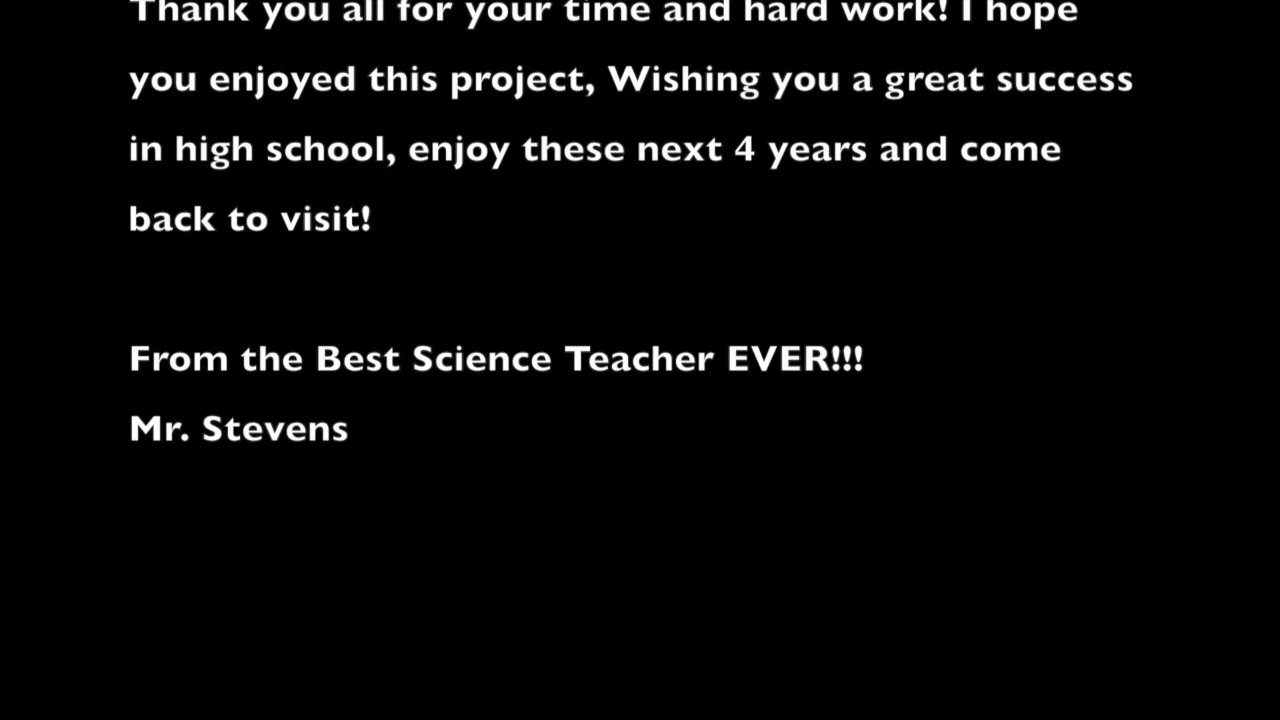 Thank you all for your time and hard work! I hope
you enjoyed this project, Wishing you a great success
in high school, enjoy these next 4 years and come
back to visit!
From the Best Science Teacher EVER!!!
Mr. Stevens